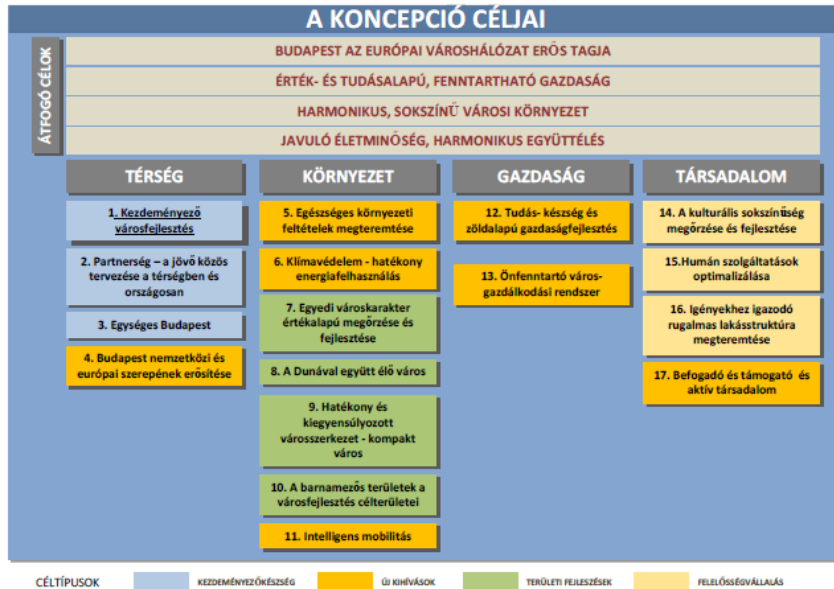 A KONCEPCIÓ CÉLJAI
ÁTFOGÓ CÉLOK
BUDAPEST AZ EURÓPAI VÁROSHÁLÓZAT ERŐS TAGJA
ÉRTÉK- ÉS TUDÁSALAPÚ, FENNTARTHATÓ GAZDASÁG
HARMONIKUS, SOKSZÍNŰ VÁROSI KÖRNYEZET
JAVULÓ ÉLETMINŐSÉG, HARMONIKUS EGYÜTTÉLÉS
TÉRSÉG
1. Kezdeményező
városfejlesztés
2. Partnerség – a jövő közös
tervezése a térségben és
országosan
3. Egységes Budapest
4. Budapest nemzetközi és
európai szerepének erősítése
KÖRNYEZET
5. Egészséges környezeti
feltételek megteremtése
6. Klímavédelem - hatékony
energiafelhasználás
7. Egyedi városkarakter
értékalapú megőrzése és
fejlesztése
8. A Dunával együtt élő város
9. Hatékony és
kiegyensúlyozott
városszerkezet - kompakt
város
10. A barnamezős területek a
városfejlesztés célterületei
11. Intelligens mobilitás
GAZDASÁG
12. Tudás- készség és
zöldalapú gazdaságfejlesztés
13. Önfenntartó város-
gazdálkodási rendszer
TÁRSADALOM
14. A kulturális sokszínűség
megőrzése és fejlesztése
15.Humán szolgáltatások
optimalizálása
16. Igényekhez igazodó
rugalmas lakásstruktúra
megteremtése
17. Befogadó és támogató és
aktív társadalom
CÉLTÍPUSOK
KEZDEMÉNYEZŐKÉSZSÉG
ÚJ KIHÍVÁSOK
TERÜLETI FEJLESZÉSEK
FELELŐSSÉGVÁLLALÁS